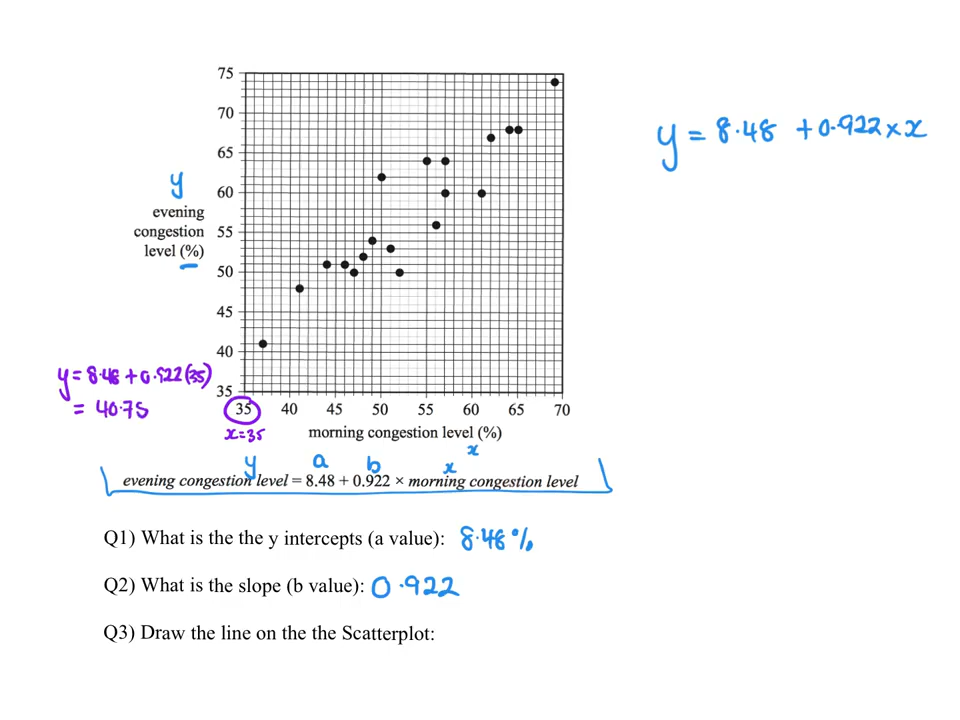 75
70
y = 8.48 + 0.922 × x
65
y
60
evening
congestion
level (%)
55
50
45
40
y = 8.48 + 0.922 (35)
= 40.75
35
35 40 45 50 55 60 65 70
x = 35
morning congestion level (%)
x
y a b x
evening congestion level = 8.48 + 0.922 × morning congestion level
Q1) What is the the y intercepts (a value): 8.48 %
Q2) What is the slope (b value): 0.922
Q3) Draw the line on the the Scatterplot: